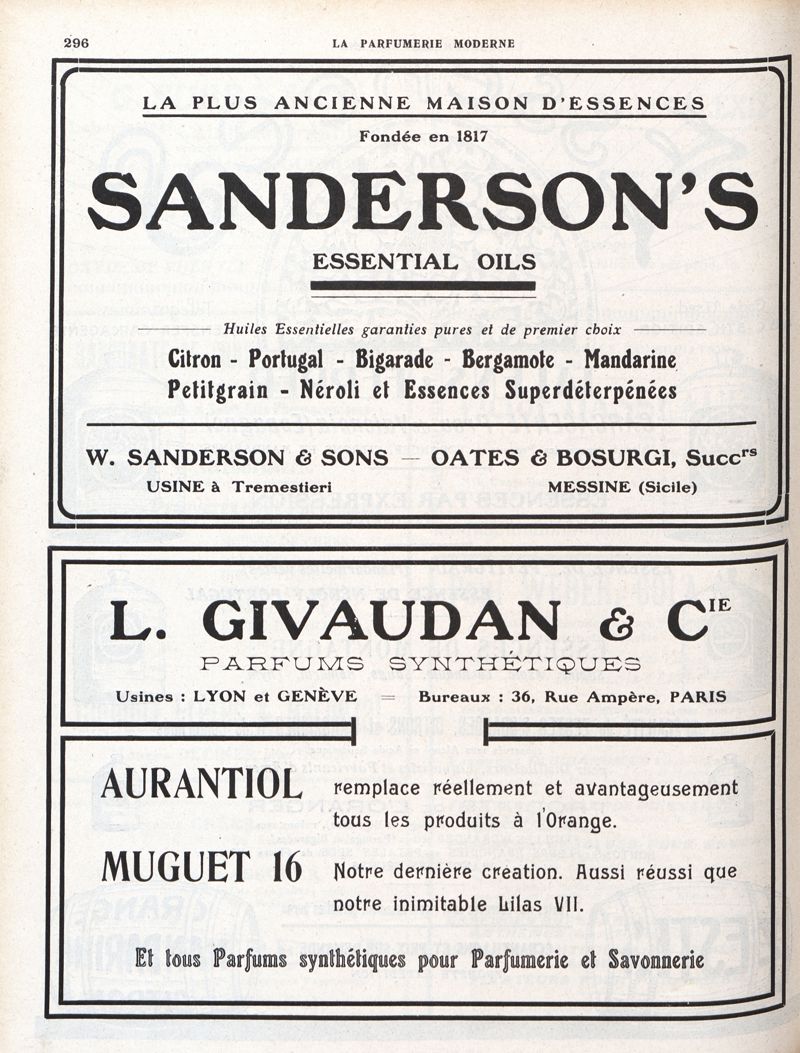 296
LA PARFUMERIE MODERNE
LA PLUS ANCIENNE MAISON D'ESSENCES
Fondée en 1817
SANDERSON'S
ESSENTIAL OILS
Huiles Essentielles garanties pures et de premier choix
Citron - Portugal - Bigarade - Bergamote - Mandarine
Petitgrain - Néroli et Essences Superdéterpénées
W. SANDERSON & SONS — OATES & BOSURGI, Succrs
USINE à Tremestieri MESSINE (Sicile)
L. GIVAUDAN & CIE
PARFUMS SYNTHÉTIQUES
Usines : LYON et GENÈVE = Bureaux : 36, Rue Ampère, PARIS
AURANTIOL remplace réellement et avantageusement
tous les produits à l'Orange.
MUGUET 16 Notre dernière création. Aussi réussi que
notre inimitable Lilas VII.
Et tous Parfums synthétiques pour Parfumerie et Savonnerie